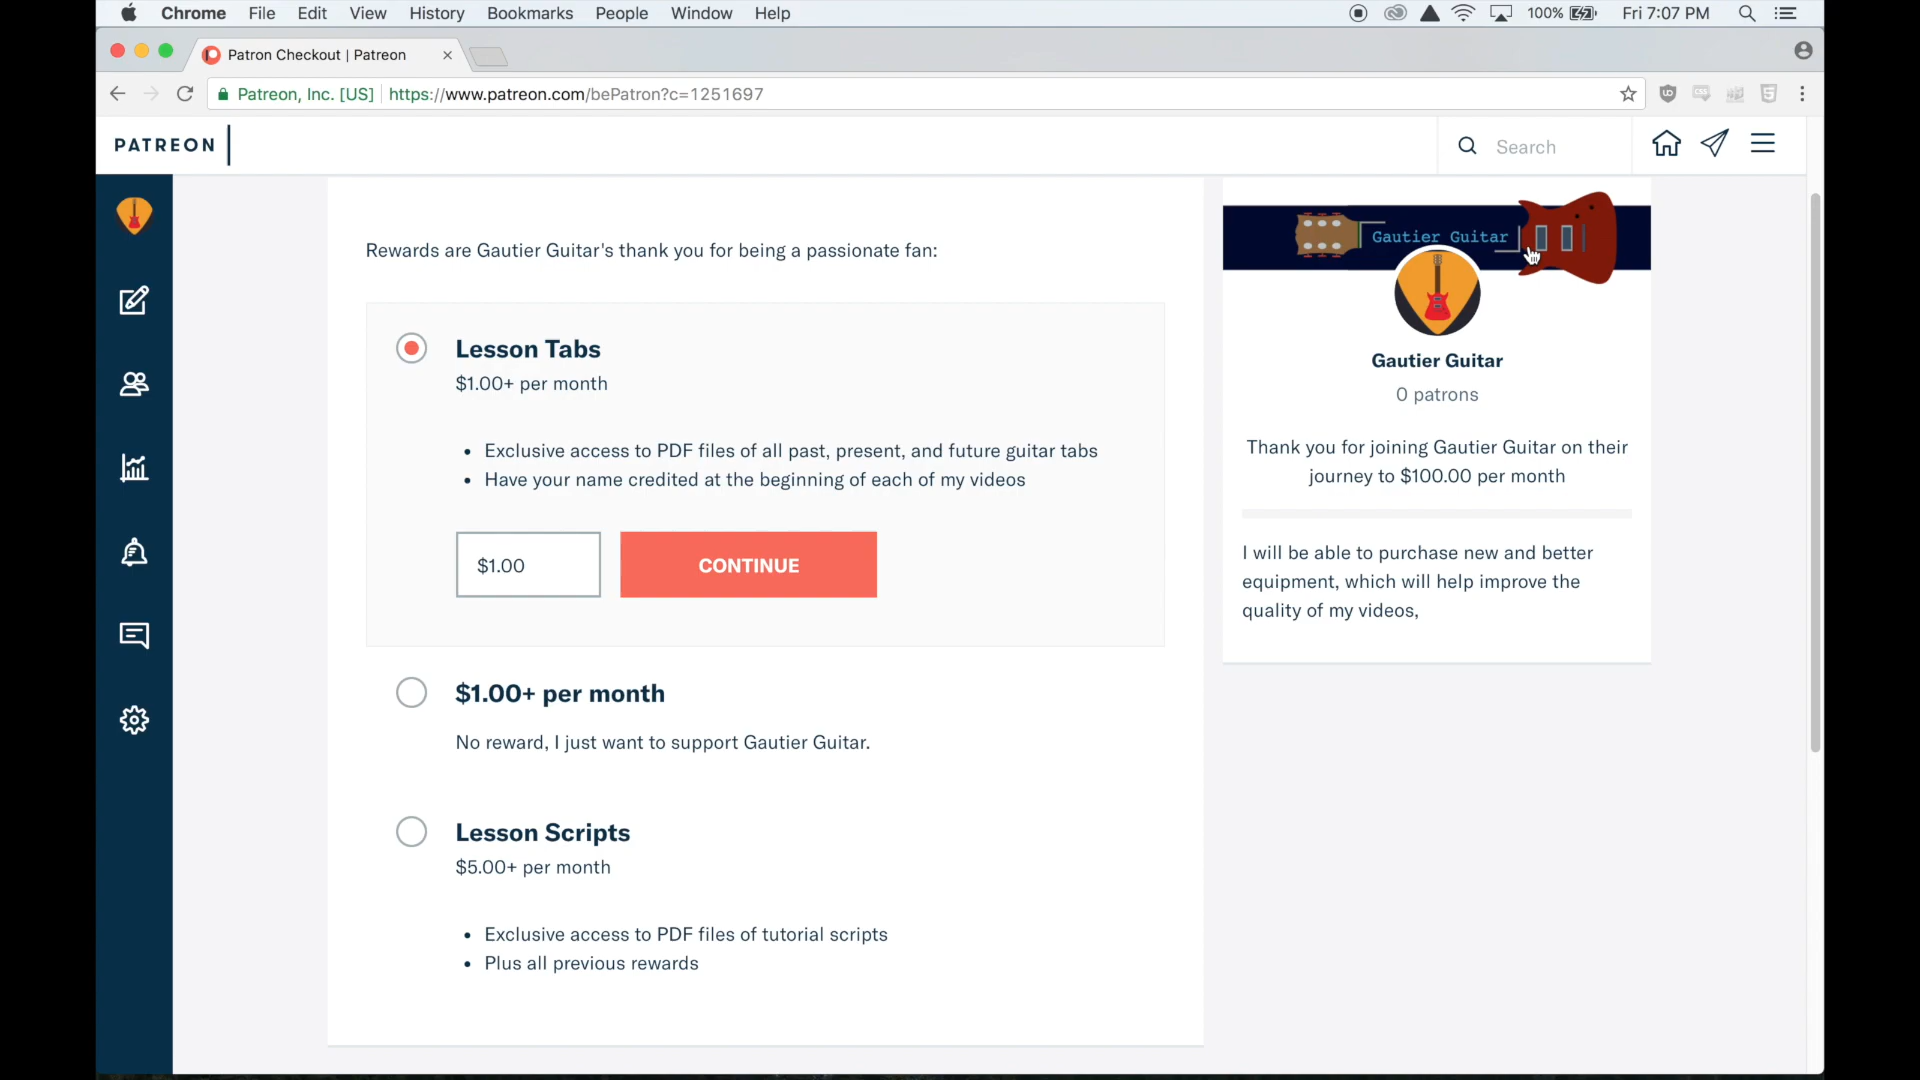 Chrome File Edit View History Bookmarks People Window Help 100% Fri 7:07 PM
Patron Checkout | Patreon
Patreon, Inc. [US] https://www.patreon.com/bePatron?c=1251697
PATREON Search
Rewards are Gautier Guitar's thank you for being a passionate fan:
Lesson Tabs
$1.00+ per month
Exclusive access to PDF files of all past, present, and future guitar tabs
Have your name credited at the beginning of each of my videos
$1.00 CONTINUE
$1.00+ per month
No reward, I just want to support Gautier Guitar.
Lesson Scripts
$5.00+ per month
Exclusive access to PDF files of tutorial scripts
Plus all previous rewards
Gautier Guitar
Gautier Guitar
0 patrons
Thank you for joining Gautier Guitar on their
journey to $100.00 per month
I will be able to purchase new and better
equipment, which will help improve the
quality of my videos,